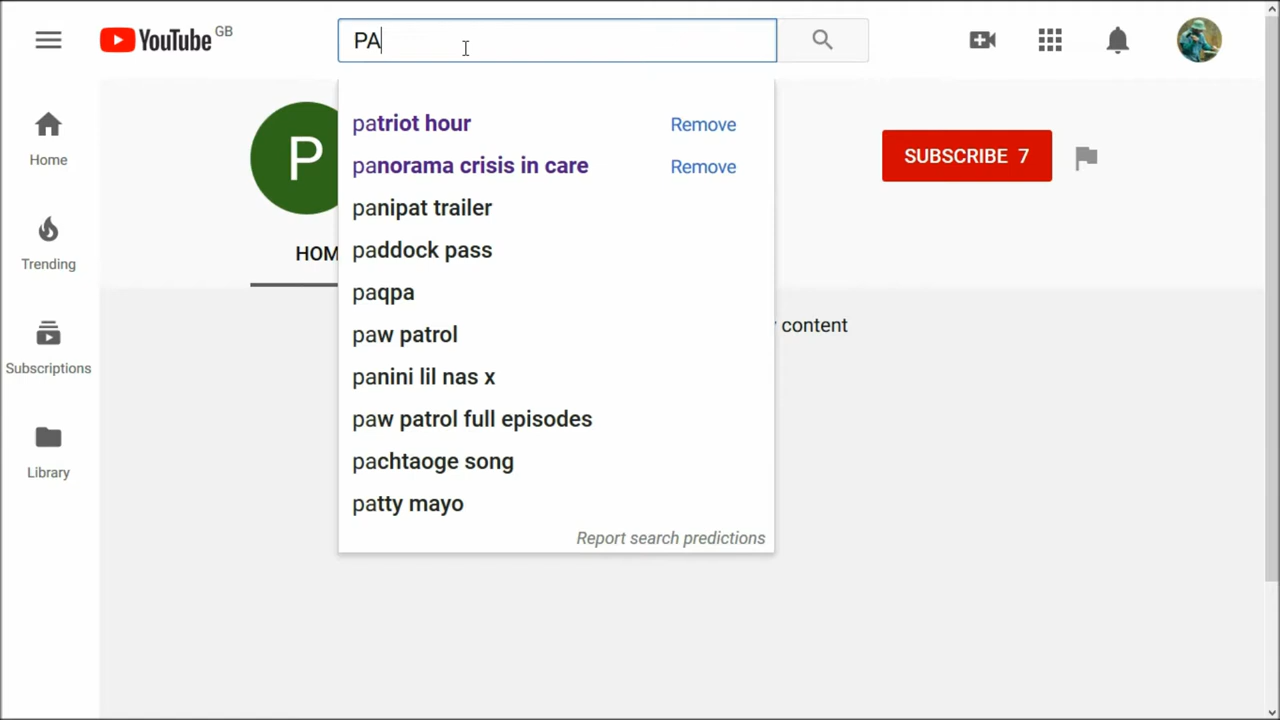 YouTube GB
PA
Home
Trending
Subscriptions
Library
P
SUBSCRIBE 7
HOM
content
patriot hour Remove
panorama crisis in care Remove
panipat trailer
paddock pass
paqpa
paw patrol
panini lil nas x
paw patrol full episodes
pachtaoge song
patty mayo
Report search predictions